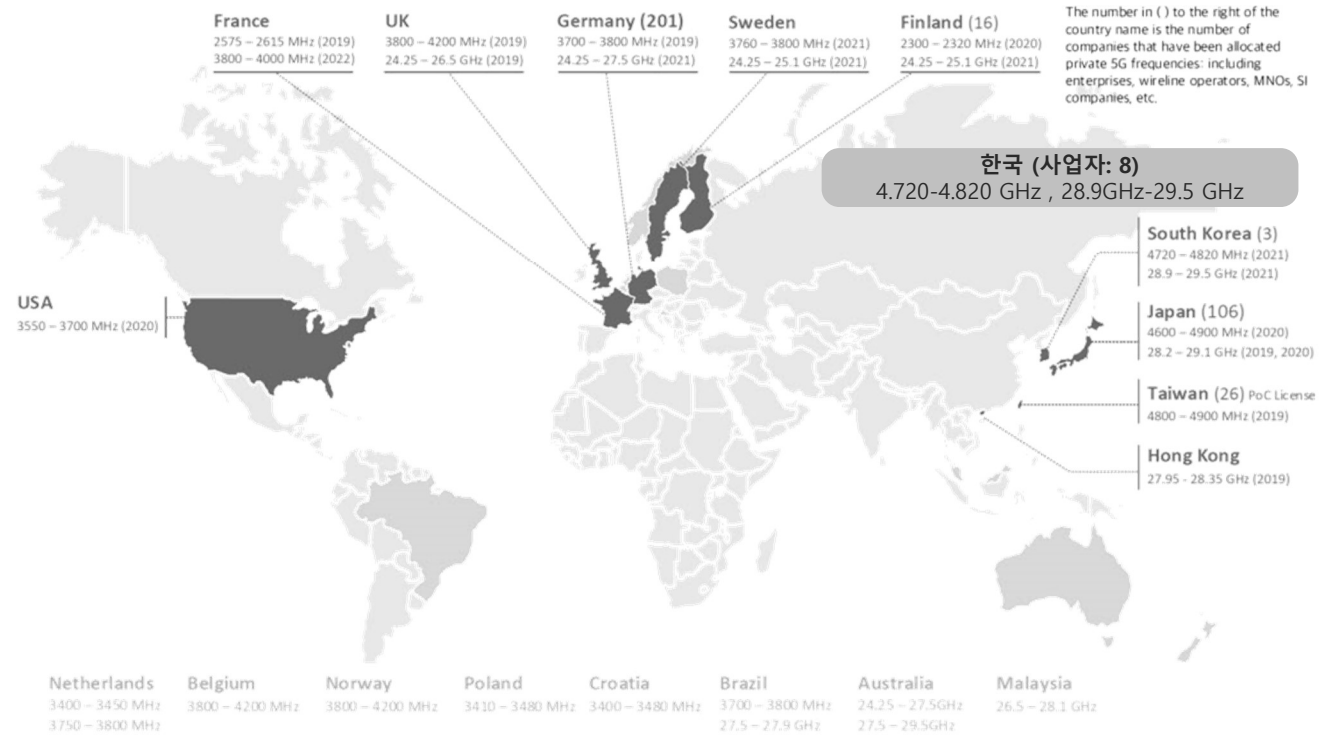 France
2575 – 2615 MHz (2019)
3800 – 4000 MHz (2022)
UK
3800 – 4200 MHz (2019)
24.25 – 26.5 GHz (2019)
Germany (201)
3700 – 3800 MHz (2019)
24.25 – 27.5 GHz (2021)
Sweden
3760 – 3800 MHz (2021)
24.25 – 25.1 GHz (2021)
Finland (16)
2300 – 2320 MHz (2020)
24.25 – 25.1 GHz (2021)
The number in ( ) to the right of the
country name is the number of
companies that have been allocated
private 5G frequencies: including
enterprises, wireline operators, MNOs, SI
companies, etc.
한국 (사업자: 8)
4.720-4.820 GHz , 28.9GHz-29.5 GHz
South Korea (3)
4720 – 4820 MHz (2021)
28.9 – 29.5 GHz (2021)
USA
3550 – 3700 MHz (2020)
Japan (106)
4600 – 4900 MHz (2020)
28.2 – 29.1 GHz (2019, 2020)
Taiwan (26) PoC License
4800 – 4900 MHz (2019)
Hong Kong
27.95 - 28.35 GHz (2019)
Netherlands
3400 – 3450 MHz
3750 – 3800 MHz
Belgium
3800 – 4200 MHz
Norway
3800 – 4200 MHz
Poland
3410 – 3480 MHz
Croatia
3400 – 3480 MHz
Brazil
3700 – 3800 MHz
27.5 – 27.9 GHz
Australia
24.25 – 27.5GHz
27.5 – 29.5GHz
Malaysia
26.5 – 28.1 GHz